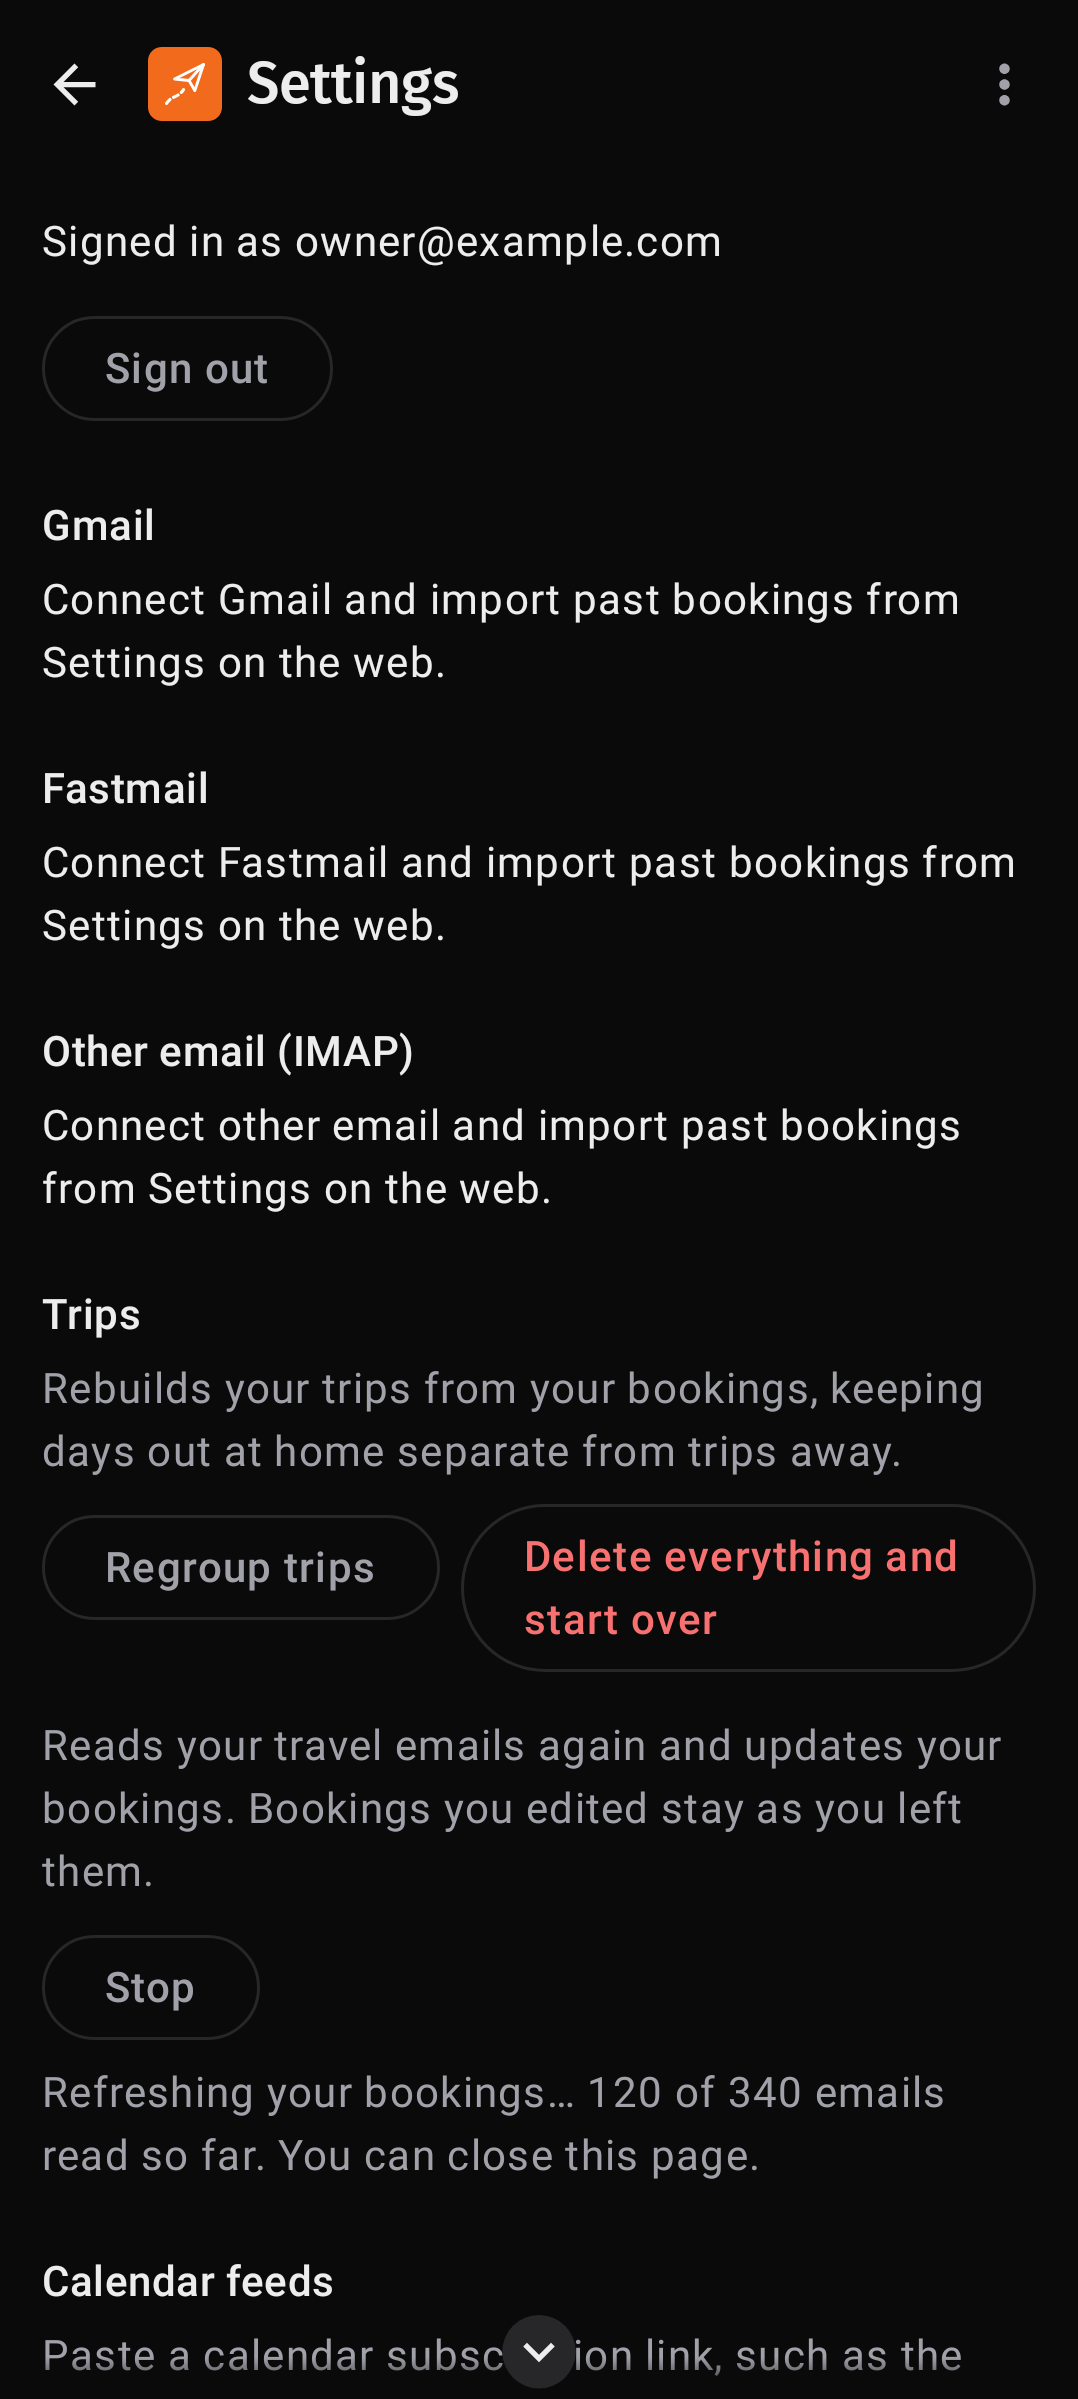 Settings
Signed in as owner@example.com
Sign out
Gmail
Connect Gmail and import past bookings from
Settings on the web.
Fastmail
Connect Fastmail and import past bookings from
Settings on the web.
Other email (IMAP)
Connect other email and import past bookings
from Settings on the web.
Trips
Rebuilds your trips from your bookings, keeping
days out at home separate from trips away.
Regroup trips
Delete everything and
start over
Reads your travel emails again and updates your
bookings. Bookings you edited stay as you left
them.
Stop
Refreshing your bookings… 120 of 340 emails
read so far. You can close this page.
Calendar feeds
Paste a calendar link, such as the